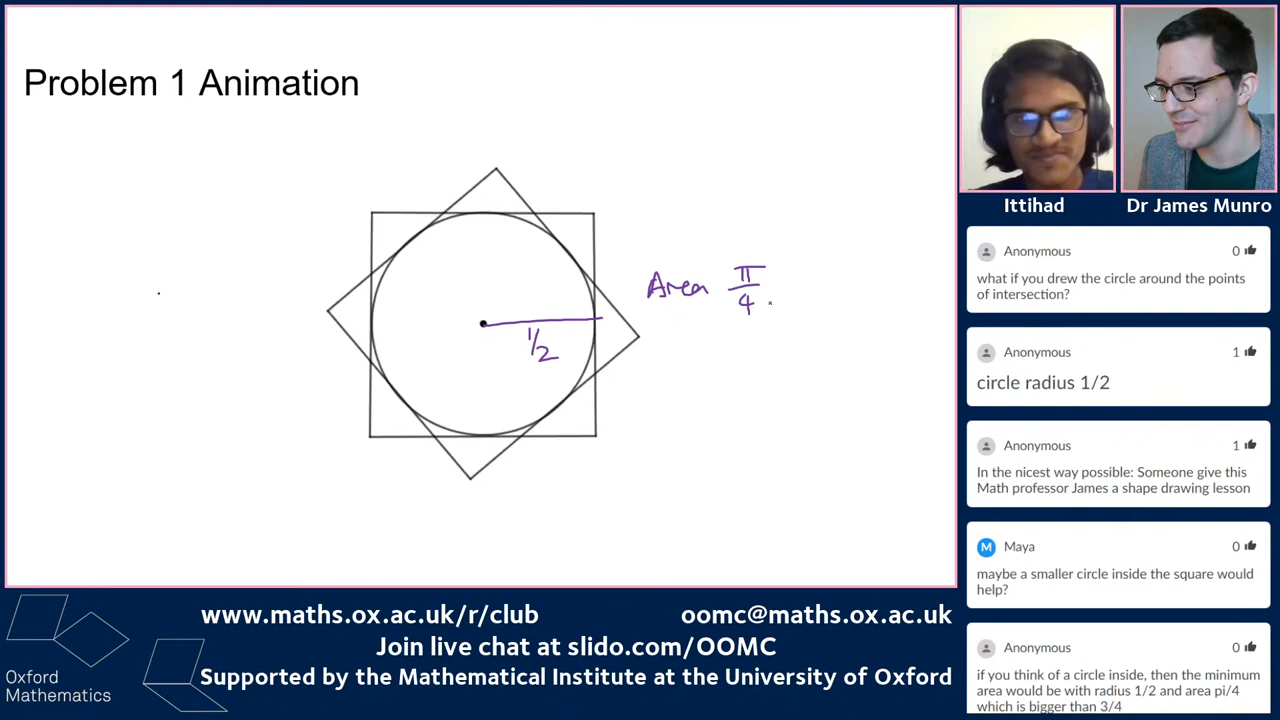 Problem 1 Animation
Area π/4
1/2
Ittihad
Dr James Munro
Anonymous
0
what if you drew the circle around the points
of intersection?
Anonymous
1
circle radius 1/2
Anonymous
1
In the nicest way possible: Someone give this
Math professor James a shape drawing lesson
M
Maya
0
maybe a smaller circle inside the square would
help?
Anonymous
0
if you think of a circle inside, then the minimum
area would be with radius 1/2 and area pi/4
which is bigger than 3/4
Oxford
Mathematics
www.maths.ox.ac.uk/r/club
oomc@maths.ox.ac.uk
Join live chat at slido.com/OOMC
Supported by the Mathematical Institute at the University of Oxford